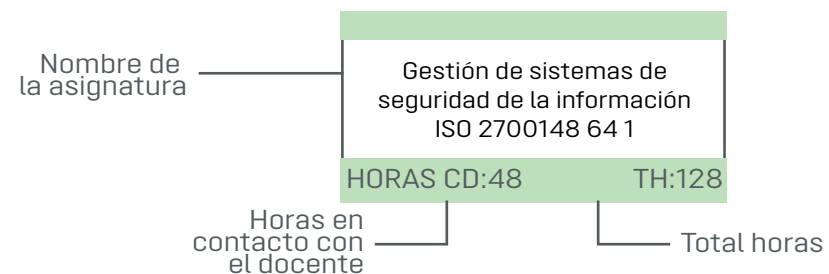 Nombre de
la asignatura
Gestión de sistemas de
seguridad de la información
ISO 2700148 64 1
HORAS CD:48 TH:128
Horas en
contacto con
el docente
Total horas